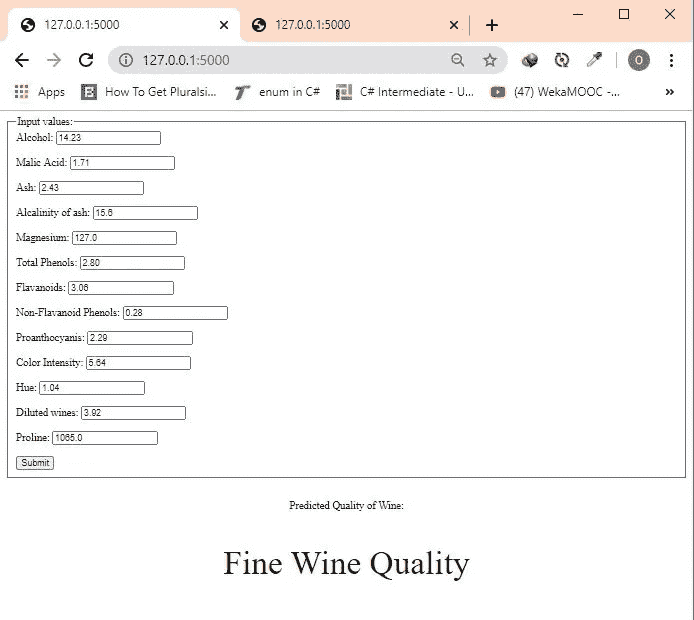 127.0.0.1:5000 127.0.0.1:5000
127.0.0.1:5000 O
Apps E How To Get Pluralsi... T enum in C# C# Intermediate - U... (47) WekaMOOC -... »
Input values:
Alcohol: 14.23
Malic Acid: 1.71
Ash: 2.43
Alcalinity of ash: 15.6
Magnesium: 127.0
Total Phenols: 2.80
Flavanoids: 3.06
Non-Flavanoid Phenols: 0.28
Proanthocyanis: 2.29
Color Intensity: 5.64
Hue: 1.04
Diluted wines: 3.92
Proline: 1065.0
Submit
Predicted Quality of Wine:
Fine Wine Quality